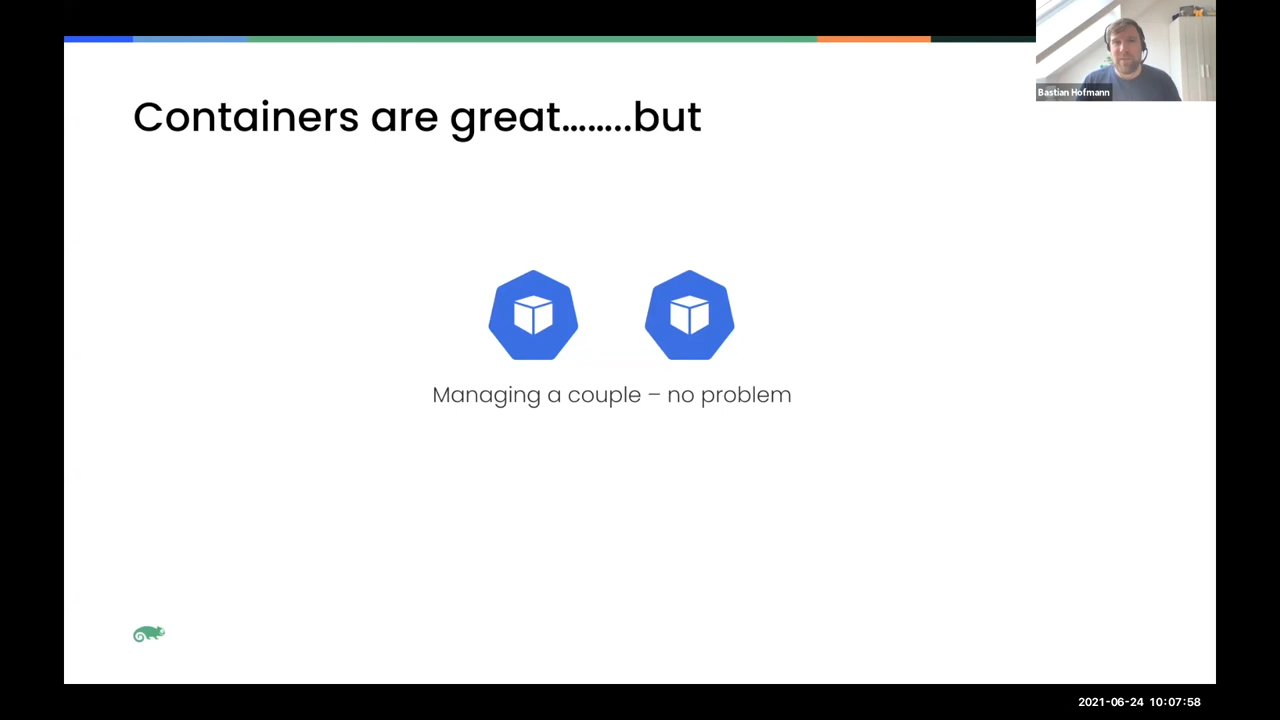 Containers are great........but
Bastian Hofmann
Managing a couple – no problem
2021-06-24 10:07:58